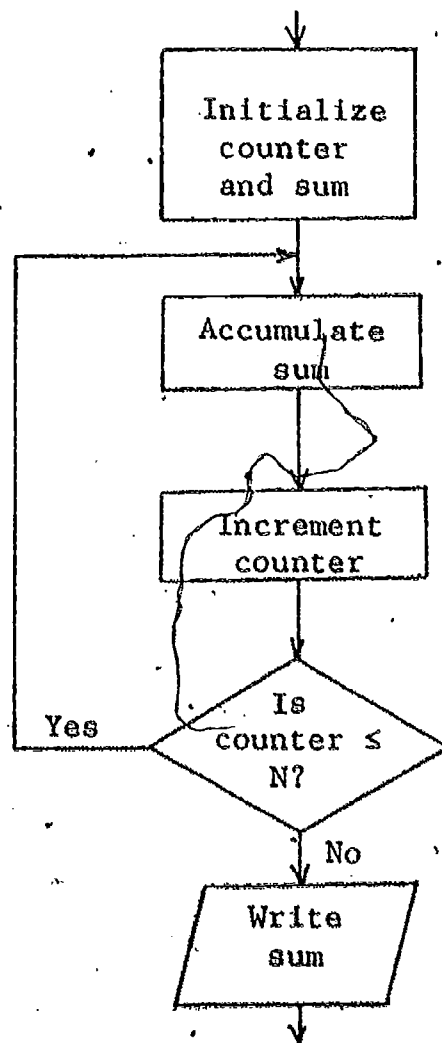 Initialize
counter
and sum
Accumulate
sum
Increment
counter
Is
Yes
counter ≤
N?
No
Write
sum